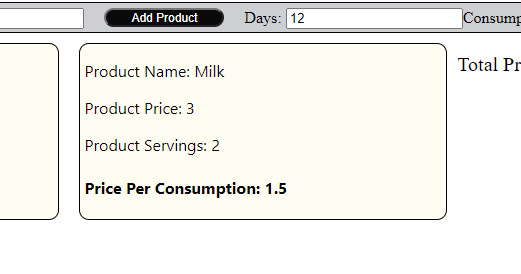 Add Product Days: 12 Consump
Product Name: Milk
Total Pr
Product Price: 3
Product Servings: 2
Price Per Consumption: 1.5